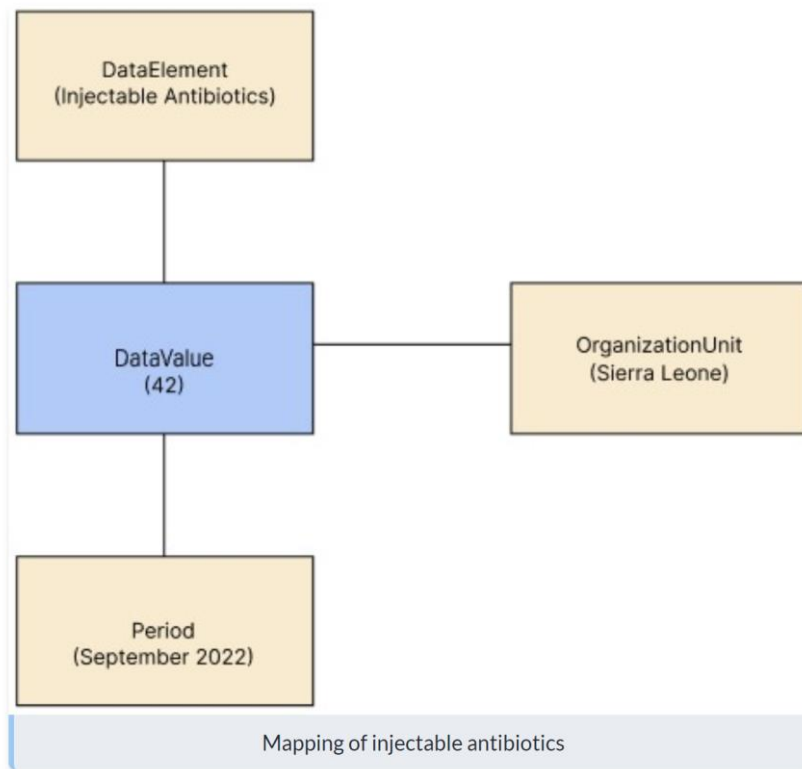 DataElement
(Injectable Antibiotics)
DataValue
(42)
OrganizationUnit
(Sierra Leone)
Period
(September 2022)
Mapping of injectable antibiotics